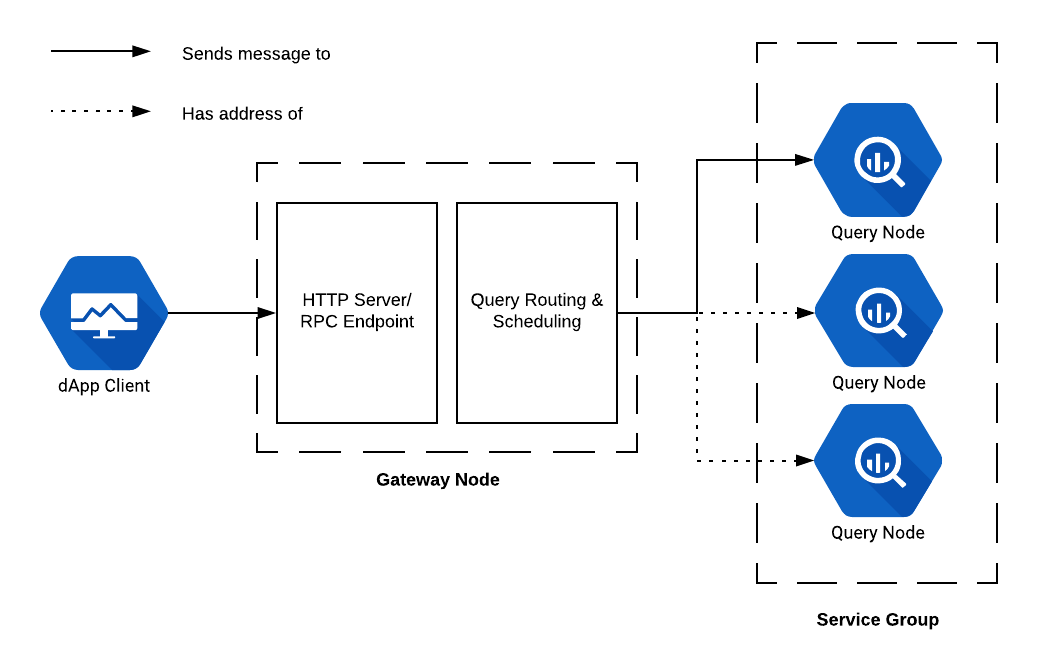 Sends message to
Has address of
dApp Client
HTTP Server/
RPC Endpoint
Query Routing &
Scheduling
Gateway Node
Query Node
Query Node
Query Node
Service Group